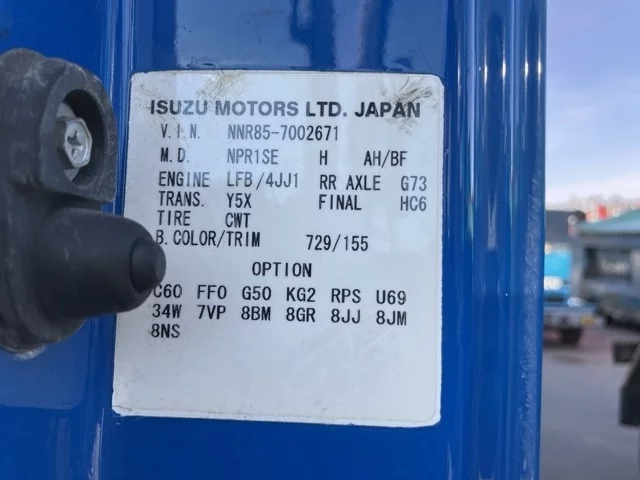 ISUZU MOTORS LTD. JAPAN
V.I.N. NNR85-7002671
M.D. NPR1SE H AH/BF
ENGINE LFB/4JJ1 RR AXLE G73
TRANS. Y5X FINAL HC6
TIRE CWT
B.COLOR/TRIM 729/155
OPTION
C60 FF0 G50 KG2 RPS U69
34W 7VP 8BM 8GR 8JJ 8JM
8NS